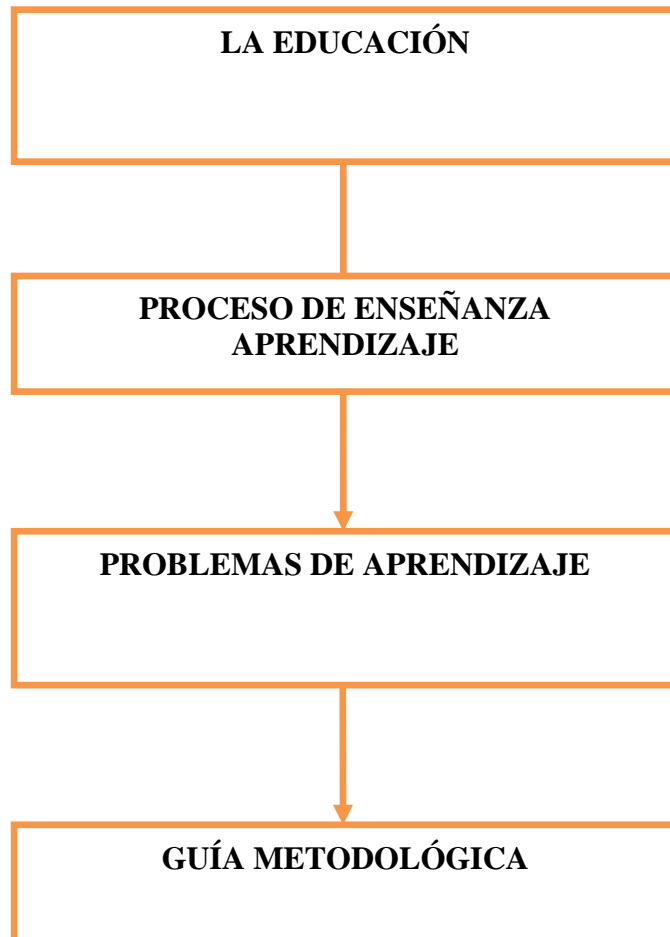 LA EDUCACIÓN
PROCESO DE ENSEÑANZA
APRENDIZAJE
PROBLEMAS DE APRENDIZAJE
GUÍA METODOLÓGICA